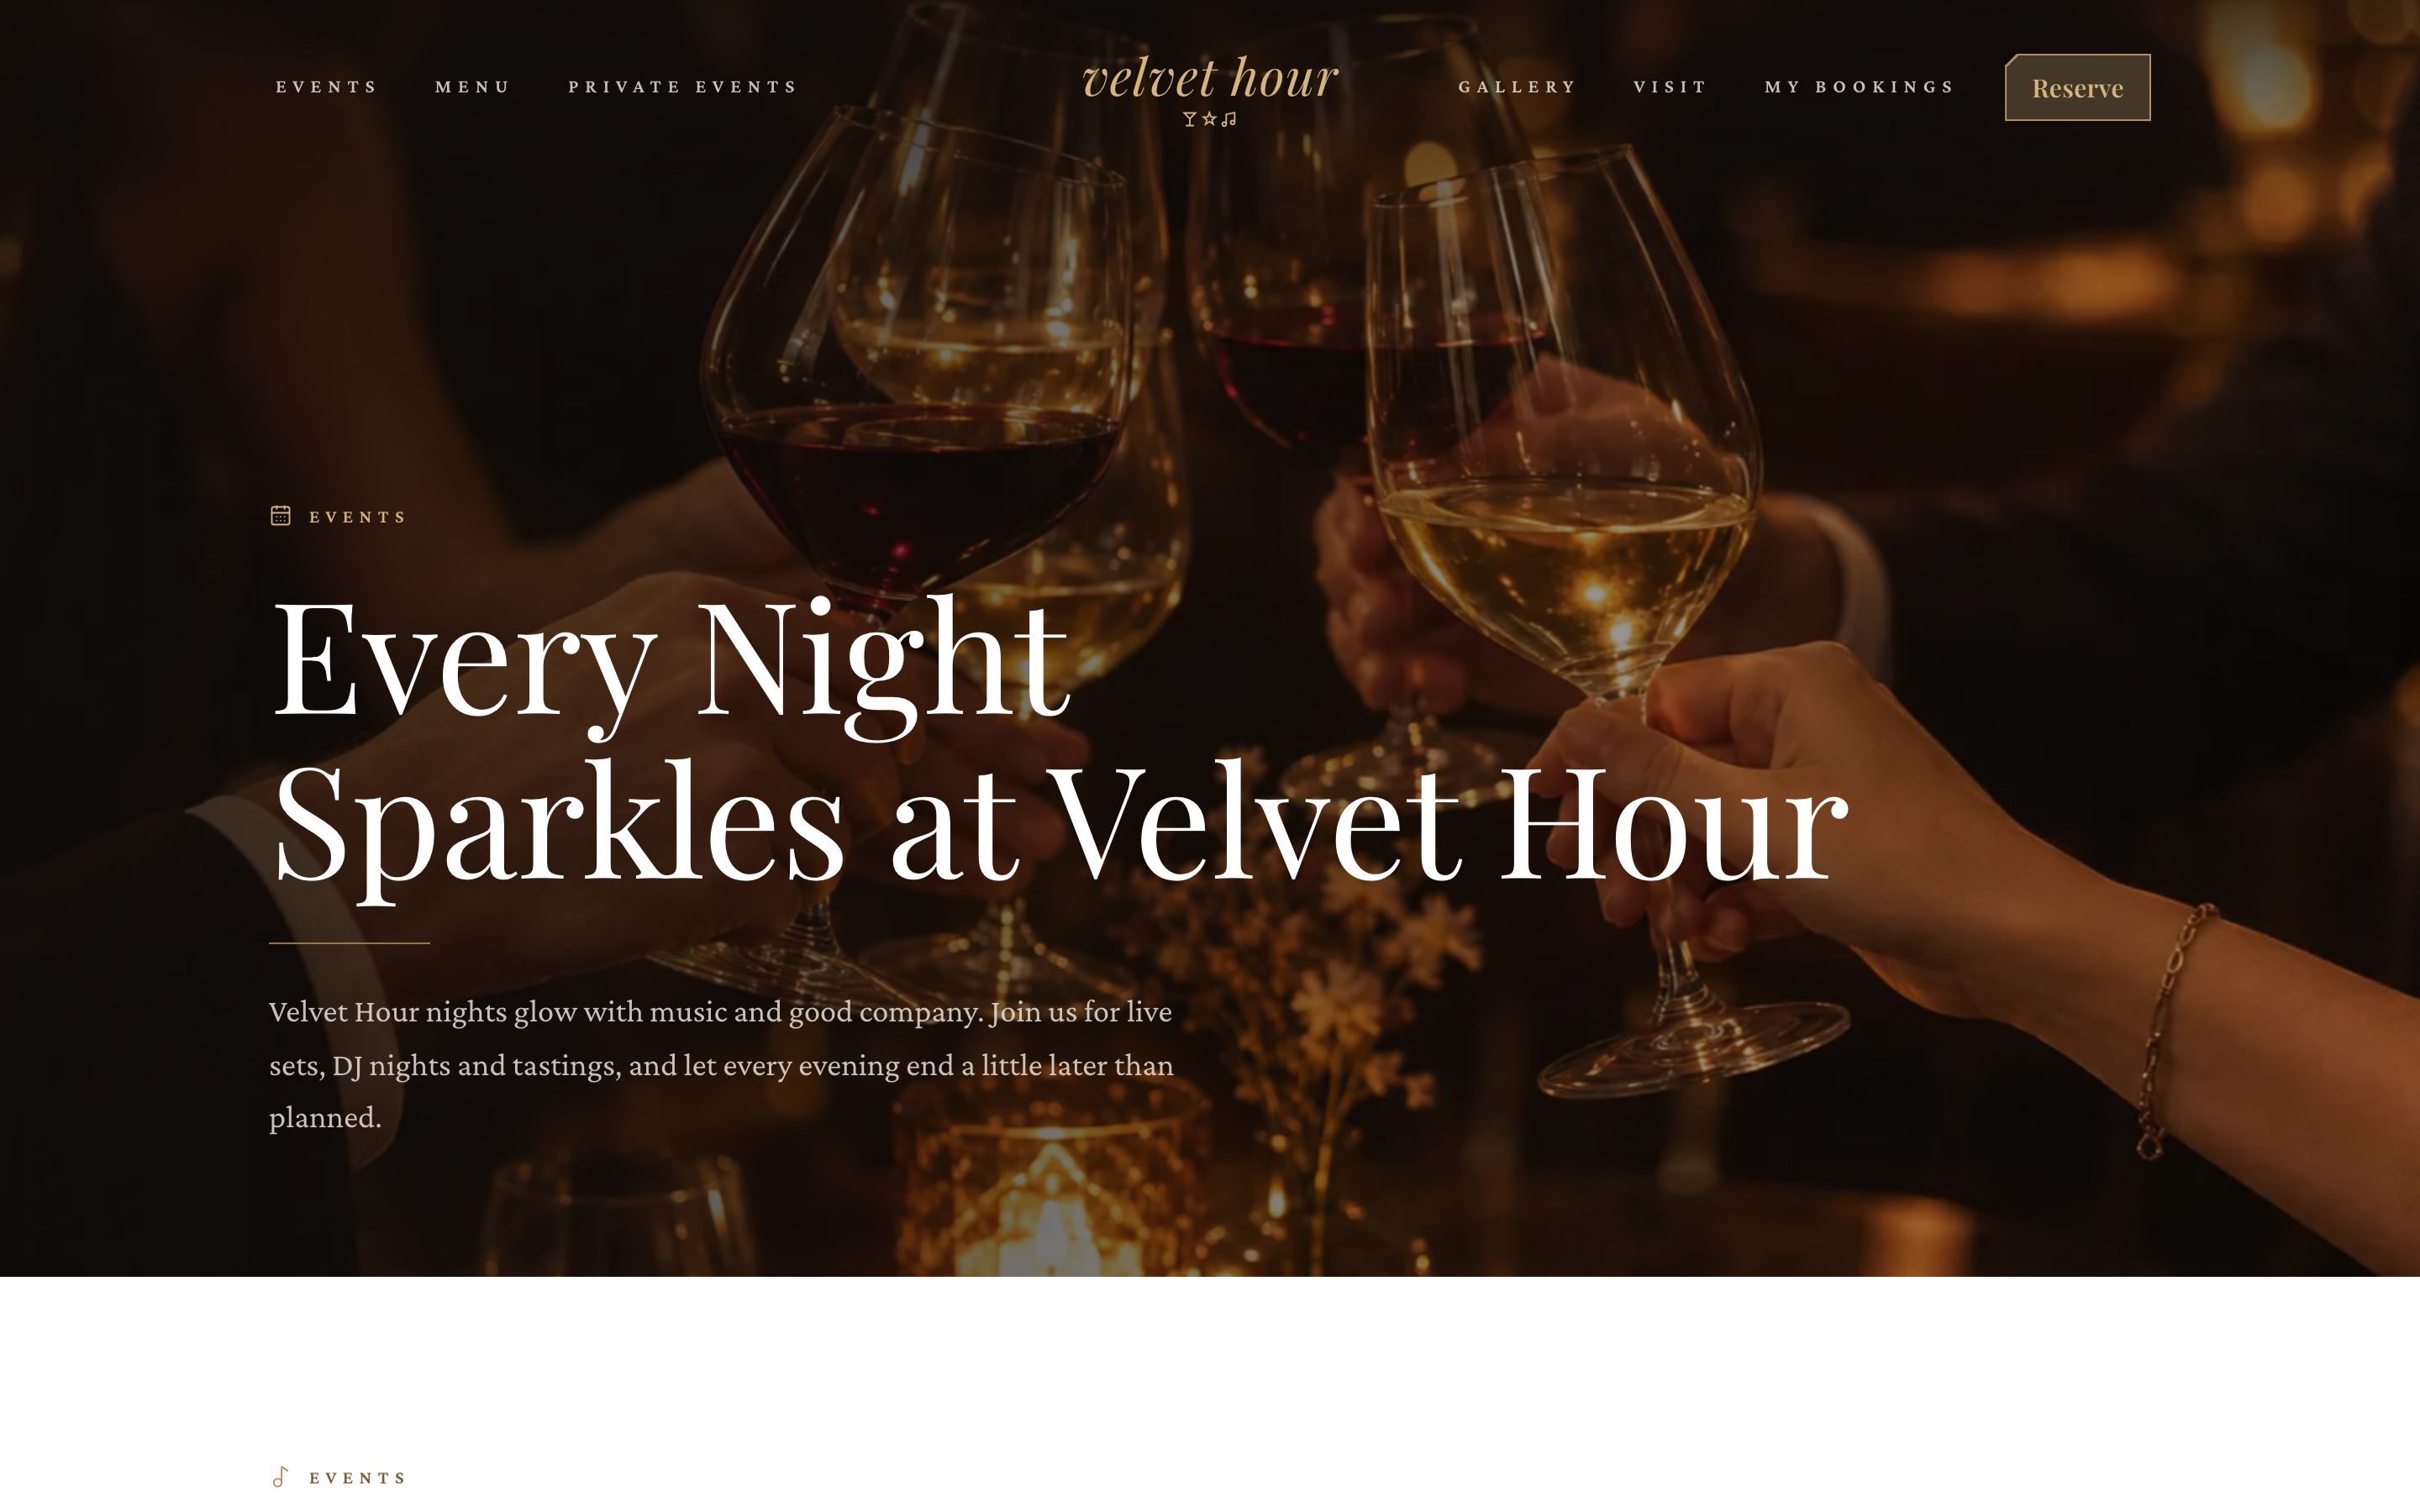 EVENTS
MENU
PRIVATE EVENTS
velvet hour
GALLERY
VISIT
MY BOOKINGS
Reserve
EVENTS
Every Night
Sparkles at Velvet Hour
Velvet Hour nights glow with music and good company. Join us for live
sets, DJ nights and tastings, and let every evening end a little later than
planned.
EVENTS